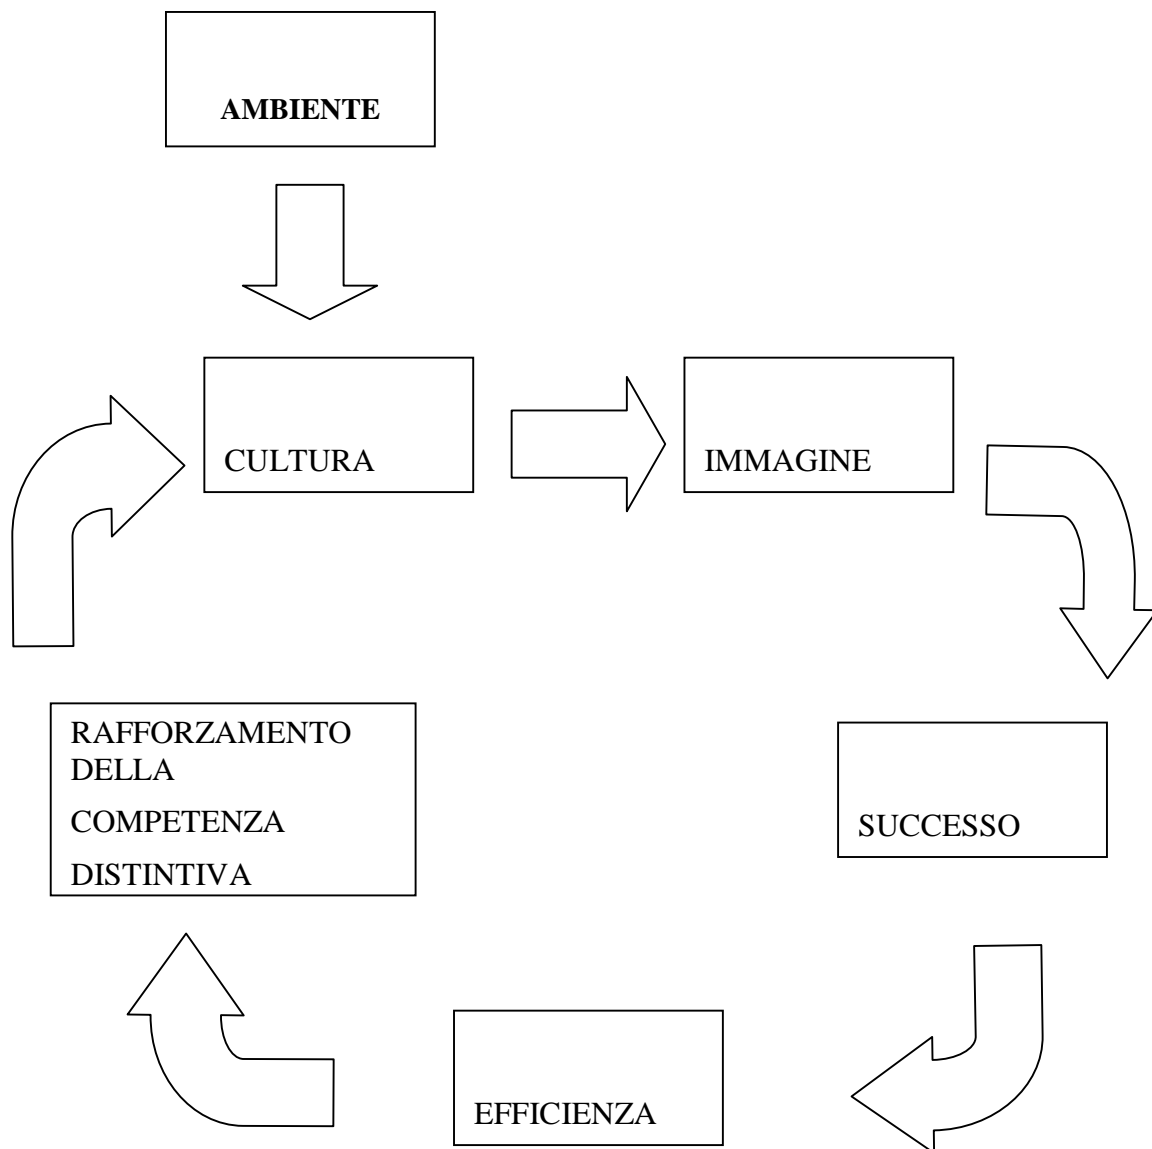 AMBIENTE
CULTURA
IMMAGINE
RAFFORZAMENTO
DELLA
COMPETENZA
DISTINTIVA
SUCCESSO
EFFICIENZA